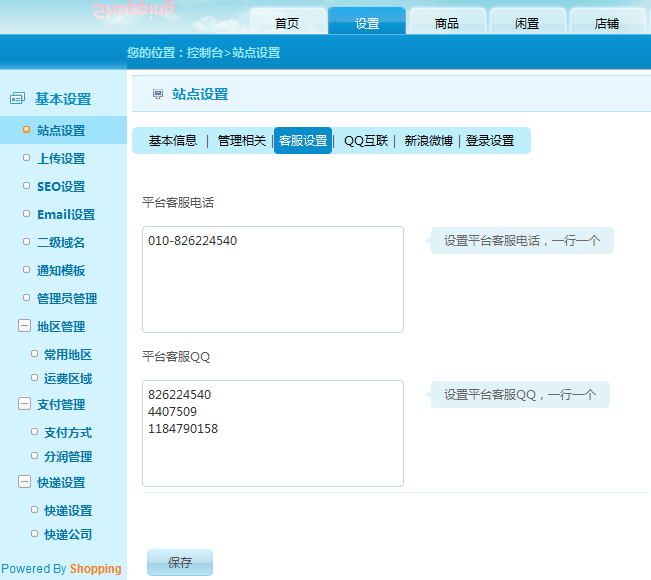 Shopping
首页
设置
商品
闲置
店铺
您的位置：控制台>站点设置
基本设置
站点设置
上传设置
SEO设置
Email设置
二级域名
通知模板
管理员管理
地区管理
常用地区
运费区域
支付管理
支付方式
分润管理
快递设置
快递设置
快递公司
Powered By Shopping
站点设置
基本信息 | 管理相关 | 客服设置 | QQ互联 | 新浪微博 | 登录设置
平台客服电话
010-826224540
设置平台客服电话，一行一个
平台客服QQ
826224540
4407509
1184790158
设置平台客服QQ，一行一个
保存